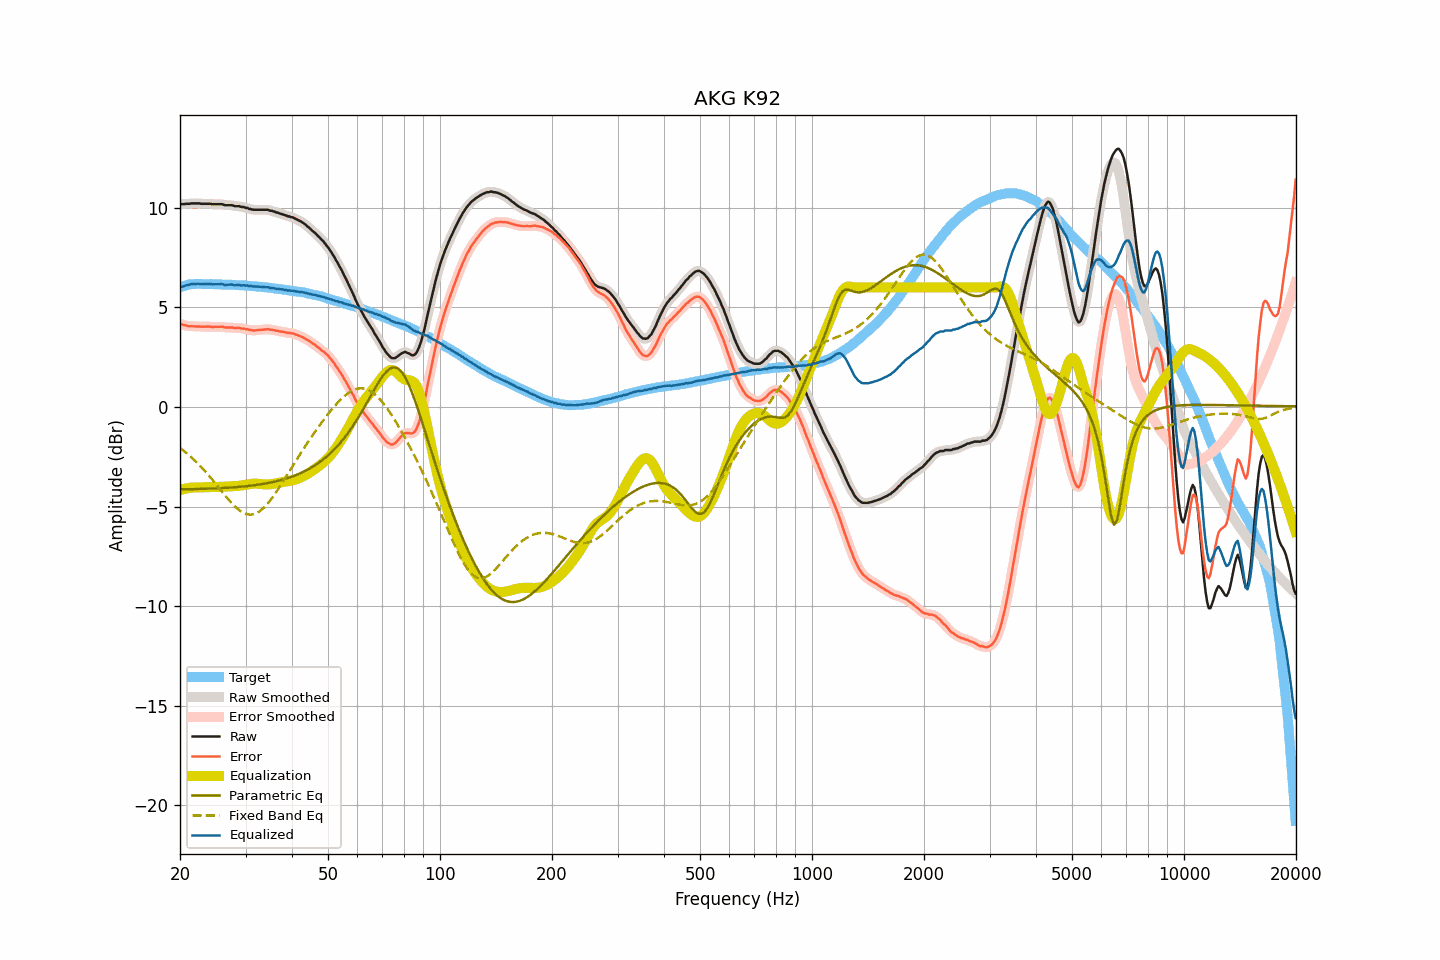 AKG K92
Amplitude (dBr)
10
5
0
−5
−10
−15
−20
Target
Raw Smoothed
Error Smoothed
Raw
Error
Equalization
Parametric Eq
Fixed Band Eq
Equalized
20 50 100 200 500 1000 2000 5000 10000 20000
Frequency (Hz)